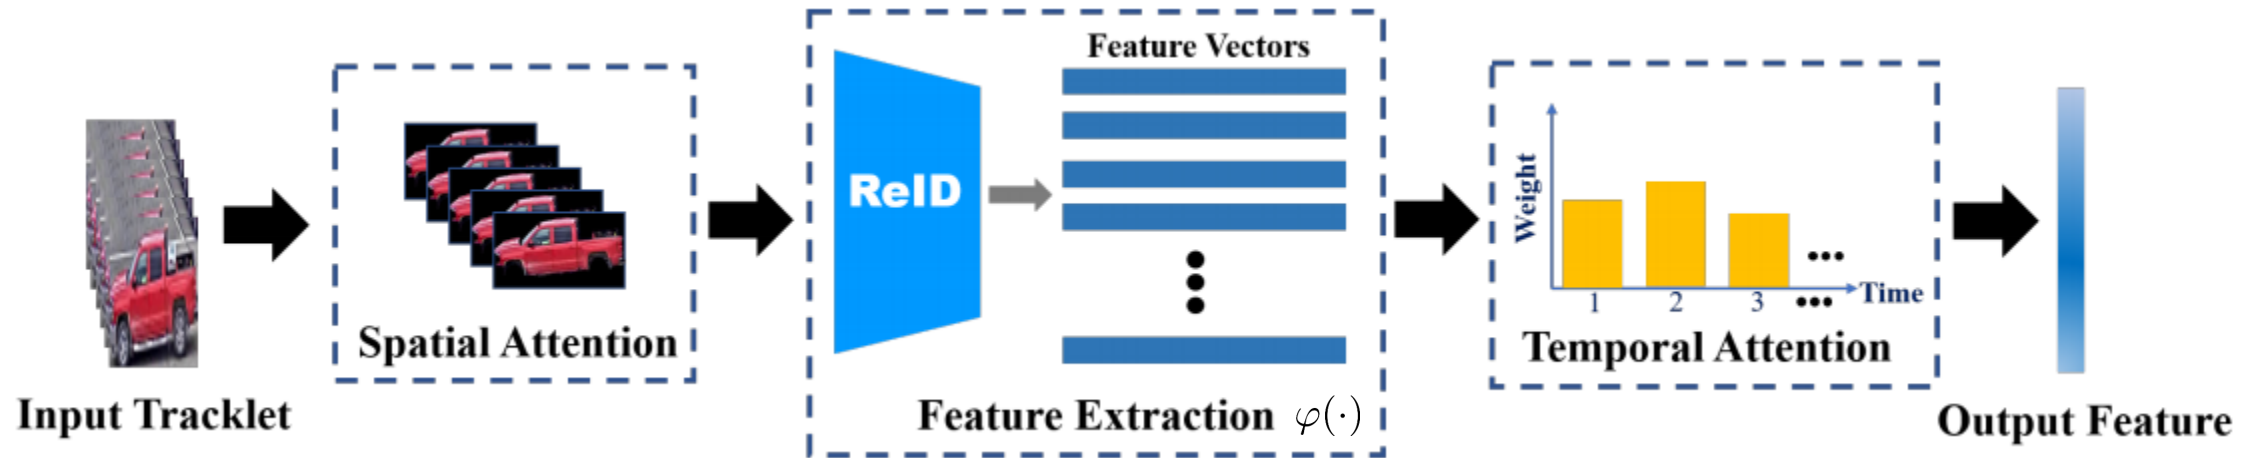 Input Tracklet
Spatial Attention
ReID
Feature Vectors
Feature Extraction φ(·)
Weight
1 2 3 ...
Time
Temporal Attention
Output Feature